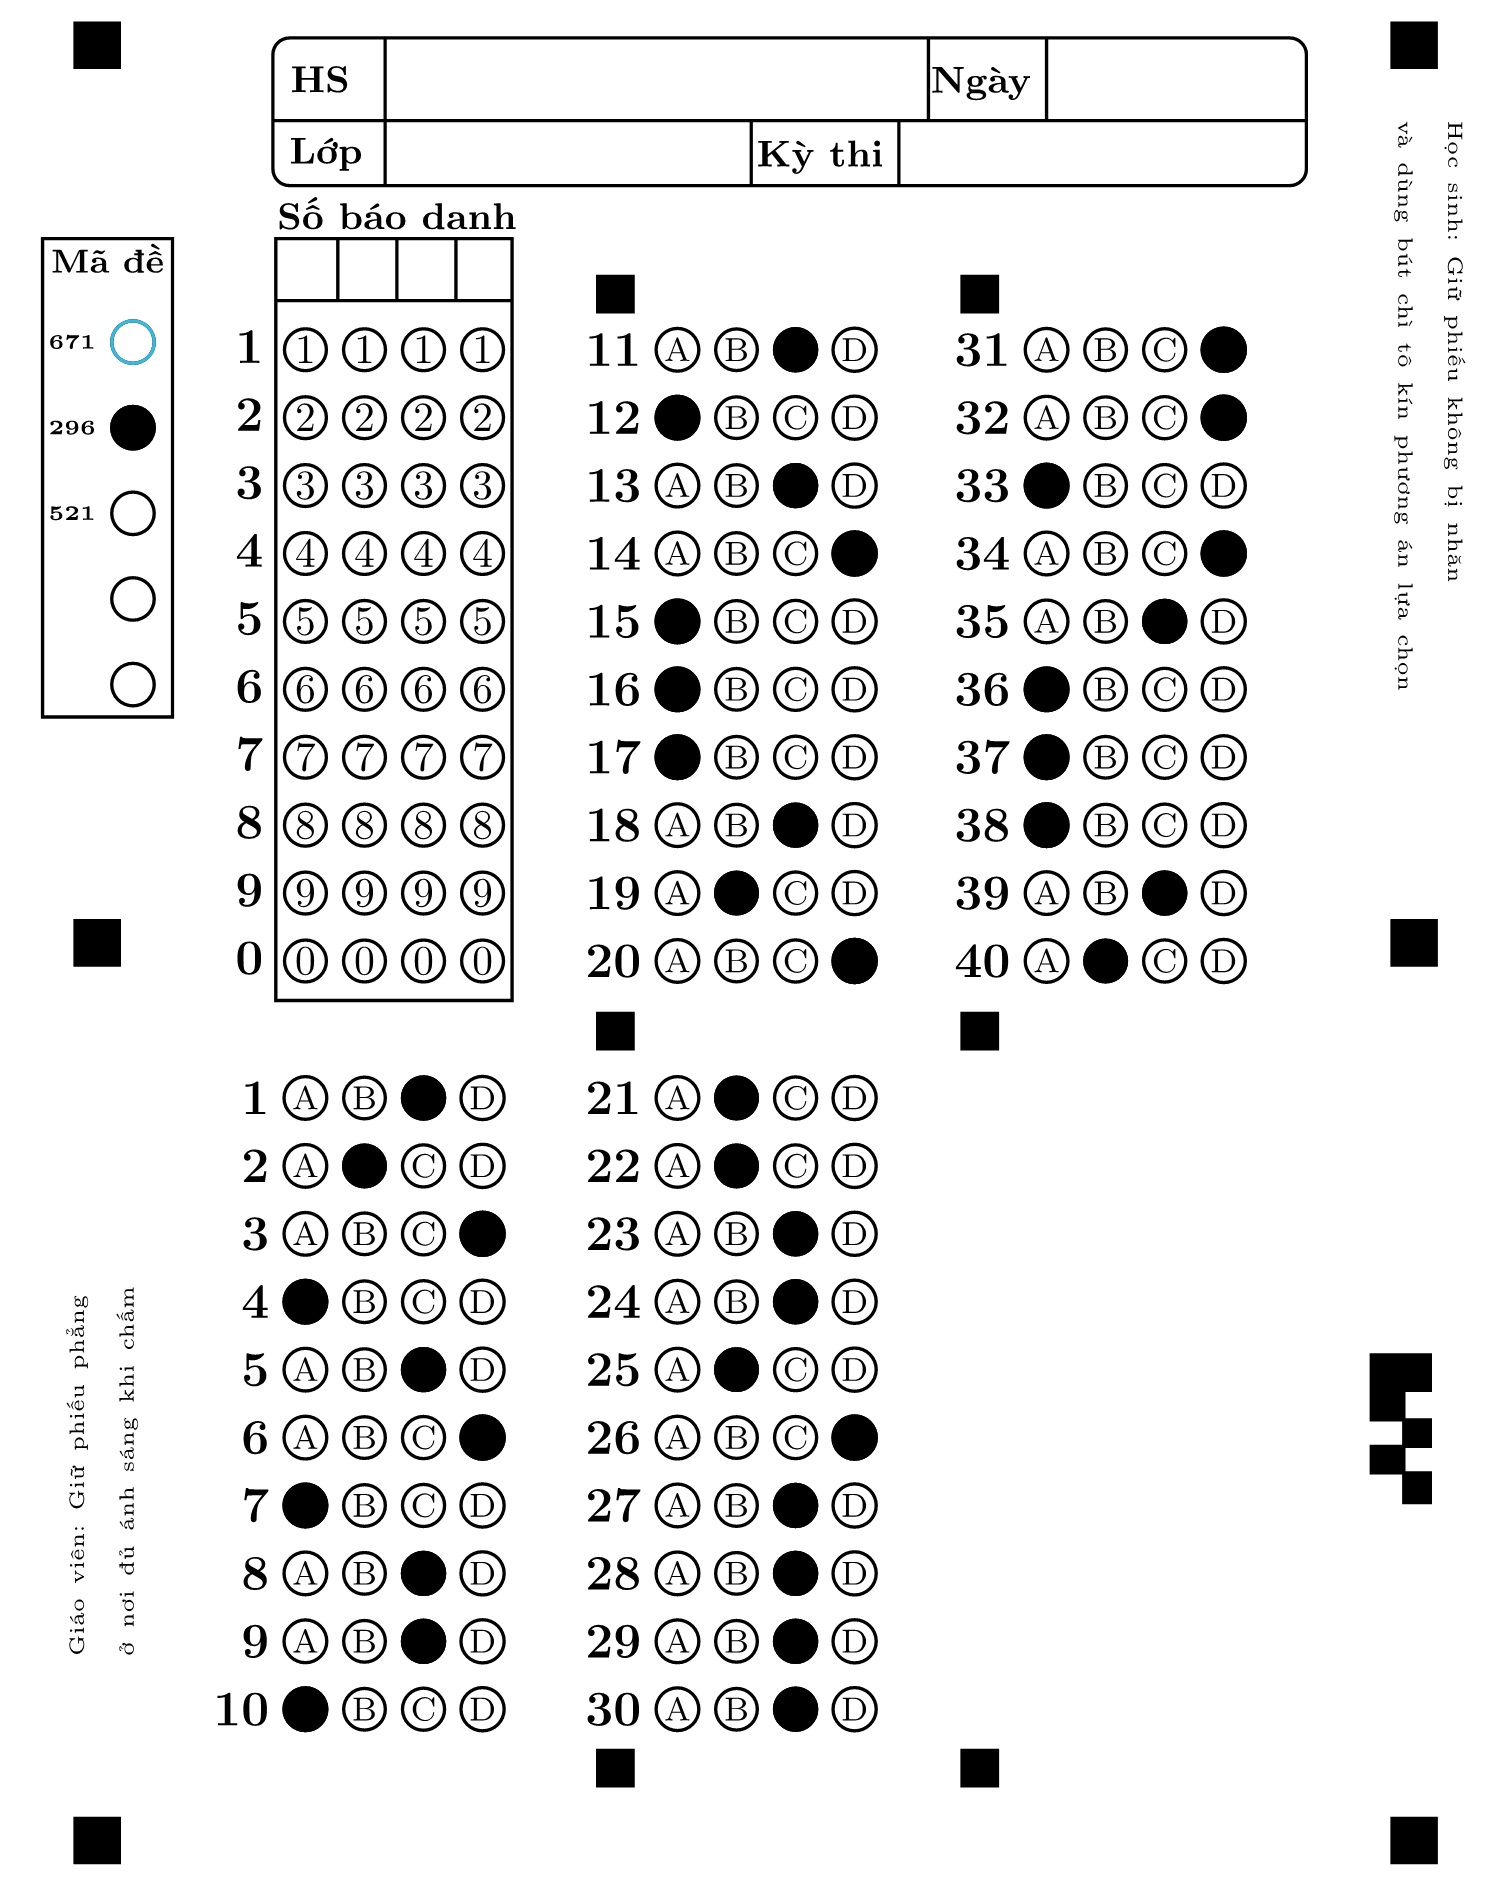 HS
Ngày
Lớp
Kỳ thi
Học sinh: Giữ phiếu không bị nhăn
và dùng bút chì tô kín phương án lựa chọn
Số báo danh
Mã đề
671
296
521
1 1 1 1 1
2 2 2 2 2
3 3 3 3 3
4 4 4 4 4
5 5 5 5 5
6 6 6 6 6
7 7 7 7 7
8 8 8 8 8
9 9 9 9 9
0 0 0 0 0
11 A B D
12 B C D
13 A B D
14 A B C
15 B C D
16 B C D
17 B C D
18 A B D
19 A C D
20 A B C
31 A B C
32 A B C
33 B C D
34 A B C
35 A B D
36 B C D
37 B C D
38 B C D
39 A B D
40 A C D
1 A B D
2 A C D
3 A B C
4 B C D
5 A B D
6 A B C
7 B C D
8 A B D
9 A B D
10 B C D
21 A C D
22 A C D
23 A B D
24 A B D
25 A C D
26 A B C
27 A B D
28 A B D
29 A B D
30 A B D
Giáo viên: Giữ phiếu phẳng
ở nơi đủ ánh sáng khi chấm